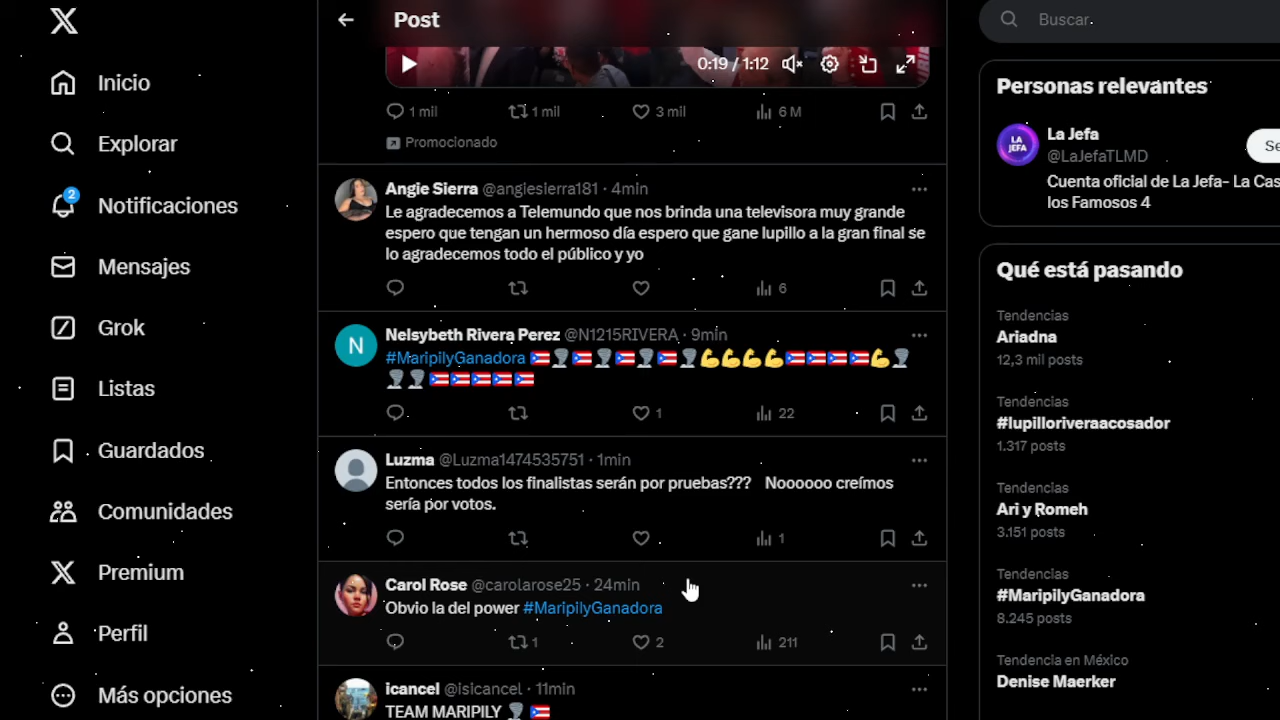 Post
Inicio
Explorar
2
Notificaciones
Mensajes
Grok
Listas
Guardados
Comunidades
Premium
Perfil
Más opciones
0:19 / 1:12
1 mil
1 mil
3 mil
6 M
Promocionado
Angie Sierra @angiesierra181 · 4min
Le agradecemos a Telemundo que nos brinda una televisora muy grande
espero que tengan un hermoso día espero que gane lupillo a la gran final se
lo agradecemos todo el público y yo
6
N
Nelsybeth Rivera Perez @N1215RIVERA · 9min
#MaripilyGanadora 🇵🇷🌪️🇵🇷🌪️🇵🇷🌪️🇵🇷🌪️💪💪💪💪🇵🇷🇵🇷🇵🇷🇵🇷💪🌪️
🌪️🌪️🇵🇷🇵🇷🇵🇷🇵🇷🇵🇷
1
22
Luzma @Luzma1474535751 · 1min
Entonces todos los finalistas serán por pruebas??? Noooooo creímos
sería por votos.
1
Carol Rose @carolarose25 · 24min
Obvio la del power #MaripilyGanadora
1
2
211
icancel @isicancel · 11min
TEAM MARIPILY 🌪️🇵🇷
Buscar
Personas relevantes
LA JEFA
La Jefa
@LaJefaTLMD
Se
Cuenta oficial de La Jefa- La Cas
los Famosos 4
Qué está pasando
Tendencias
Ariadna
12,3 mil posts
Tendencias
#lupilloriveraacosador
1.317 posts
Tendencias
Ari y Romeh
3.151 posts
Tendencias
#MaripilyGanadora
8.245 posts
Tendencia en México
Denise Maerker